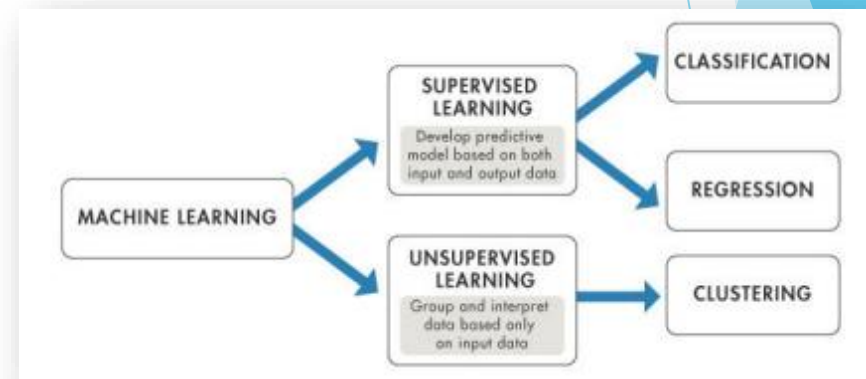 MACHINE LEARNING
SUPERVISED
LEARNING
Develop predictive
model based on both
input and output data
CLASSIFICATION
REGRESSION
UNSUPERVISED
LEARNING
Group and interpret
data based only
on input data
CLUSTERING